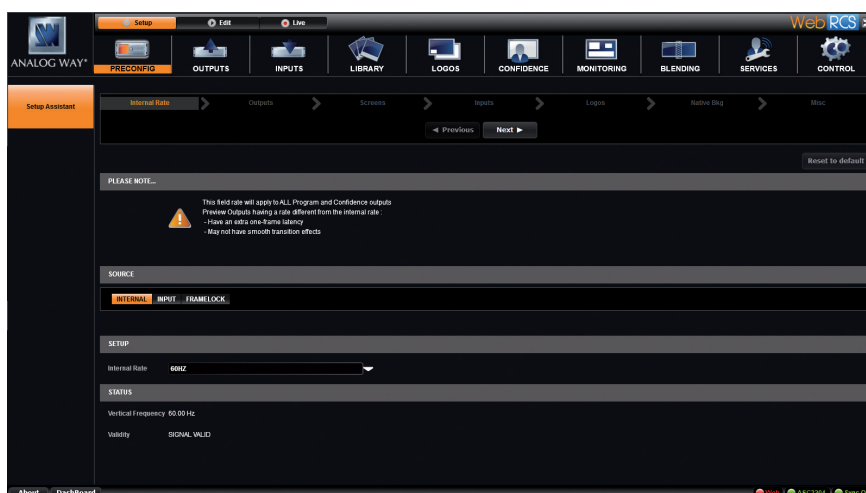 Setup Edit Live Web RCS
ANALOG WAY®
PRECONFIG OUTPUTS INPUTS LIBRARY LOGOS CONFIDENCE MONITORING BLENDING SERVICES CONTROL
Setup Assistant
Internal Rate Outputs Screens Inputs Logos Native Bkg Misc
◄ Previous Next ►
Reset to default
PLEASE NOTE...
This field rate will apply to ALL Program and Confidence outputs
Preview Outputs having a rate different from the internal rate :
- Have an extra one-frame latency
- May not have smooth transition effects
SOURCE
INTERNAL INPUT FRAMELOCK
SETUP
Internal Rate 60HZ
STATUS
Vertical Frequency 60.00 Hz
Validity SIGNAL VALID
About DashBoard Web Sync